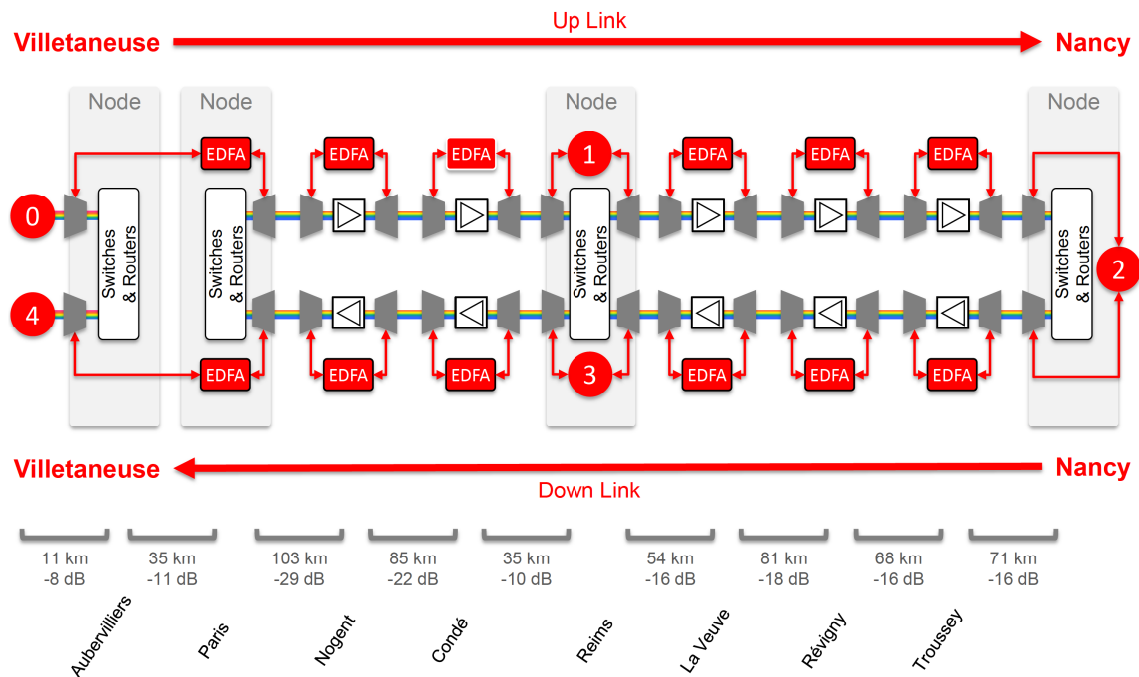 Up Link
Villetaneuse
Nancy
Node
Node
Node
Node
EDFA
EDFA
EDFA
1
EDFA
EDFA
EDFA
0
Switches
& Routers
Switches
& Routers
Switches
& Routers
Switches
& Routers
2
4
EDFA
EDFA
EDFA
3
EDFA
EDFA
EDFA
Villetaneuse
Nancy
Down Link
11 km
-8 dB
35 km
-11 dB
103 km
-29 dB
85 km
-22 dB
35 km
-10 dB
54 km
-16 dB
81 km
-18 dB
68 km
-16 dB
71 km
-16 dB
Aubervilliers
Paris
Nogent
Condé
Reims
La Veuve
Révigny
Troussey